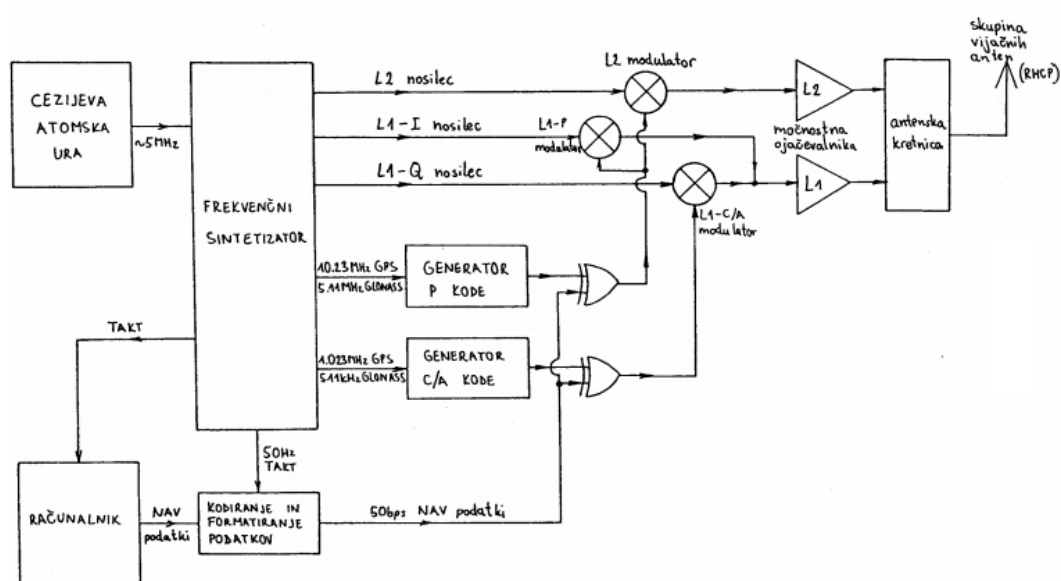 CEZIJEVA
ATOMSKA
URA
~5MHz
FREKVENČNI
SINTETIZATOR
L2 nosilec
L1-I nosilec
L1-Q nosilec
L2 modulator
L1-P
modulator
L1-C/A
modulator
L2
močnostna
ojačevalnika
L1
antenska
kretnica
skupina
vijačnih
anten
(RHCP)
10.23MHz GPS
5.11MHz GLONASS
GENERATOR
P KODE
1.023MHz GPS
511kHz GLONASS
GENERATOR
C/A KODE
TAKT
50Hz
TAKT
RAČUNALNIK
NAV
podatki
KODIRANJE IN
FORMATIRANJE
PODATKOV
50bps NAV podatki